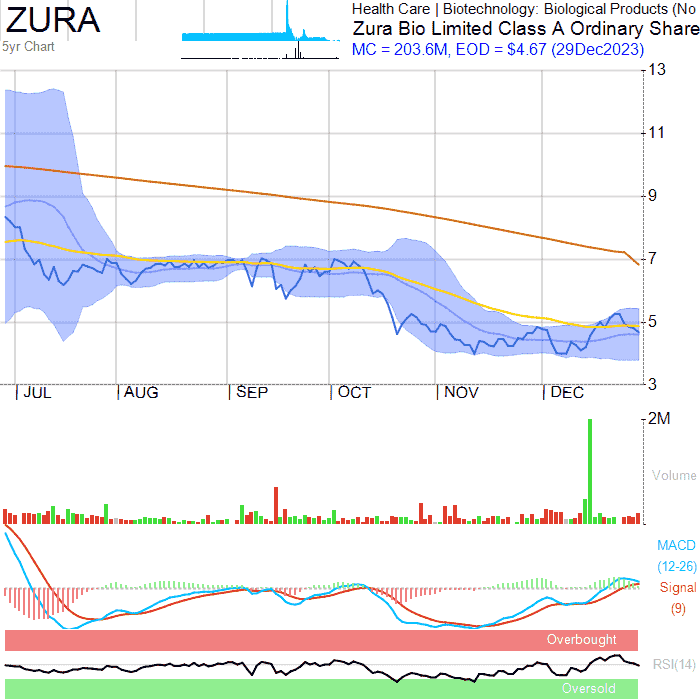 ZURA
5yr Chart
Health Care | Biotechnology: Biological Products (No
Zura Bio Limited Class A Ordinary Share
MC = 203.6M, EOD = $4.67 (29Dec2023)
13
11
9
7
5
3
JUL AUG SEP OCT NOV DEC
2M
Volume
MACD
(12-26)
Signal
(9)
Overbought
RSI(14)
Oversold